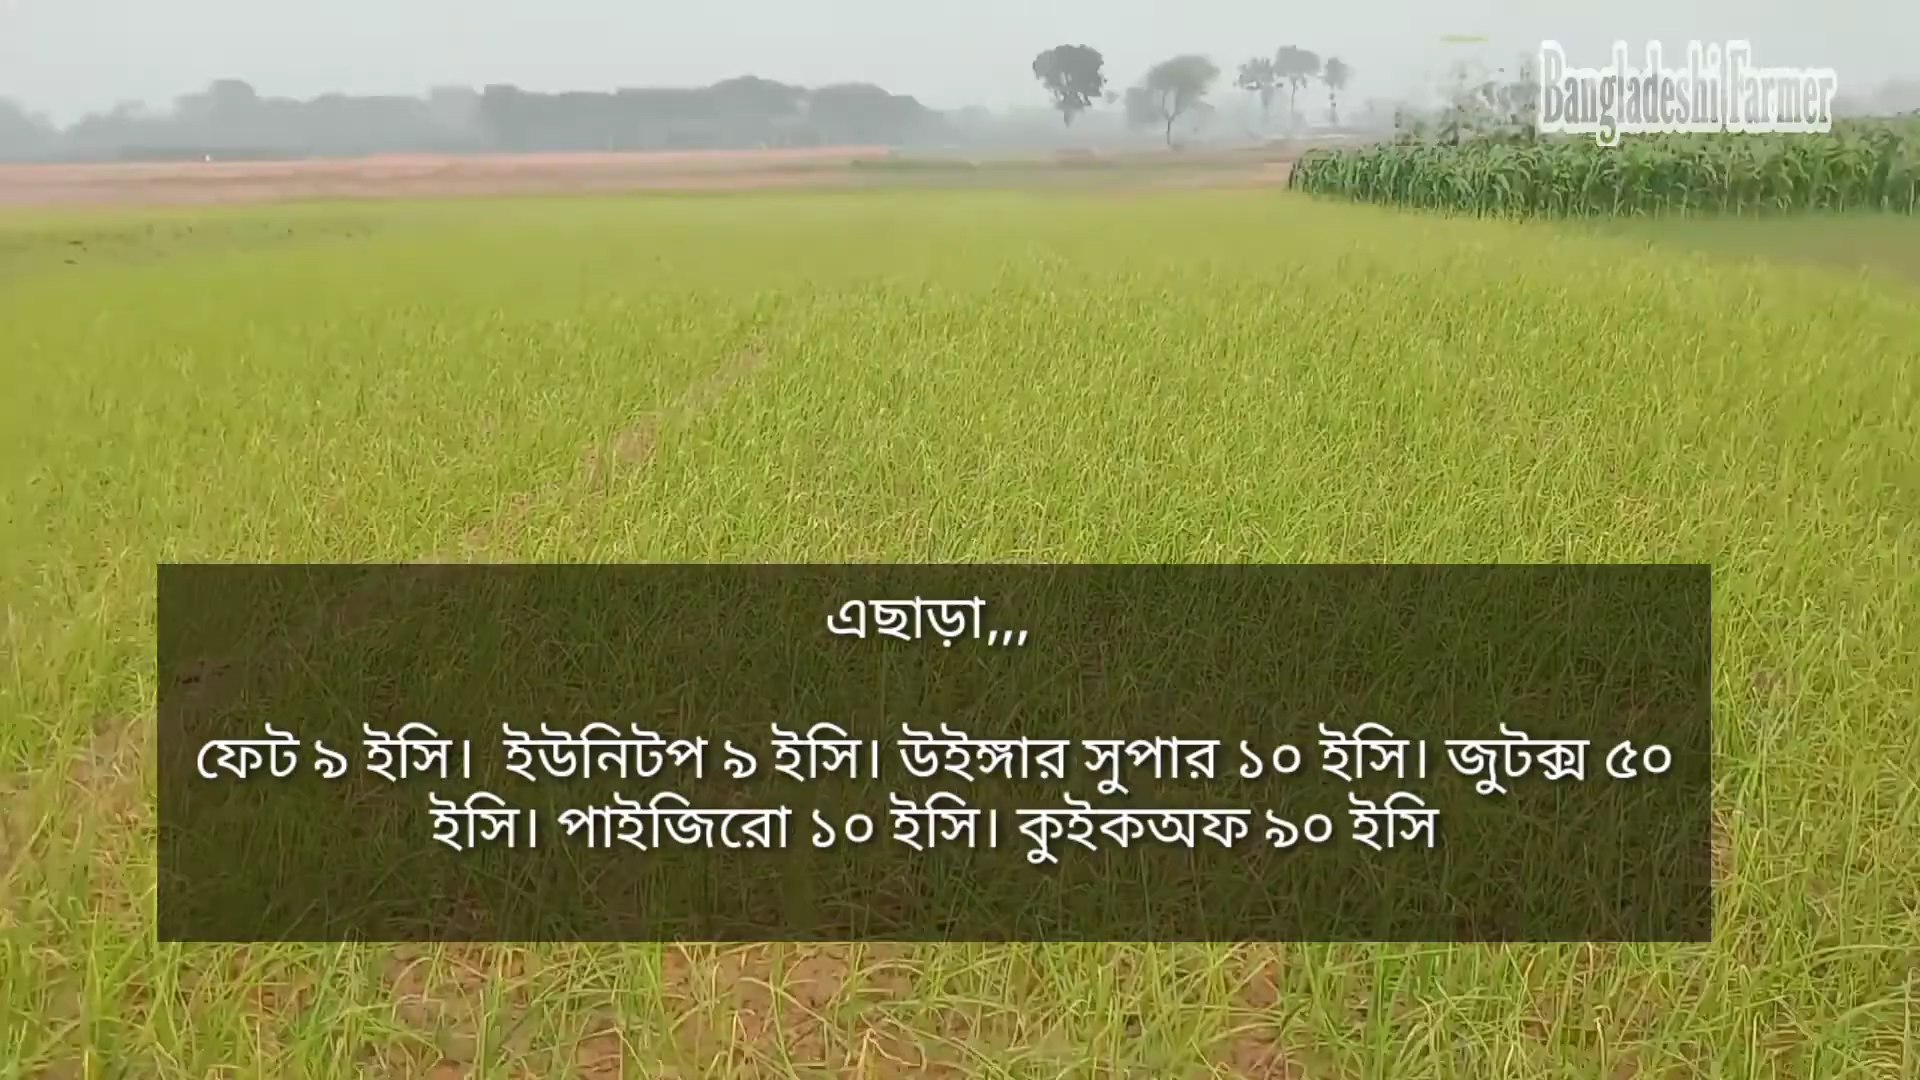 Bangladeshi Farmer
এছাড়া,,,
ফেট ৯ ইসি। ইউনিটপ ৯ ইসি। উইঙ্গার সুপার ১০ ইসি। জুটক্স ৫০
ইসি। পাইজিরো ১০ ইসি। কুইকঅফ ৯০ ইসি